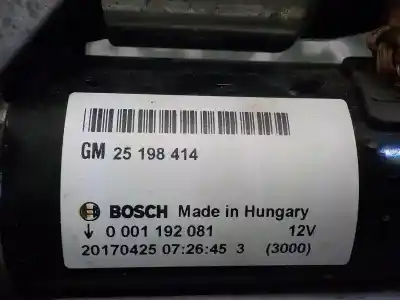 GM 25 198 414
BOSCH Made in Hungary
↓ 0 001 192 081 12V
20170425 07:26:45 3 (3000)